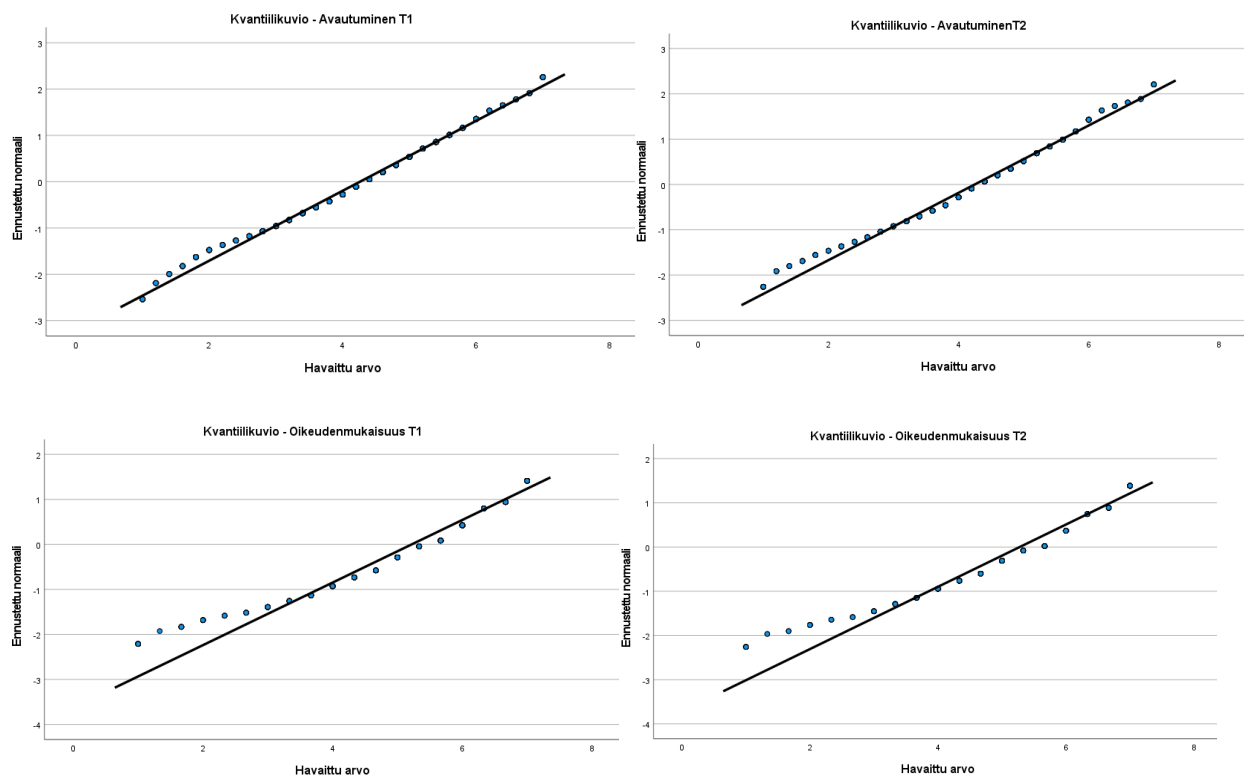 Kvantiilikuvio - Avautuminen T1
3
2
1
0
-1
-2
-3
Ennustettu normaali
0 2 4 6 8
Havaittu arvo
Kvantiilikuvio - AvautuminenT2
3
2
1
0
-1
-2
-3
Ennustettu normaali
0 2 4 6 8
Havaittu arvo
Kvantiilikuvio - Oikeudenmukaisuus T1
2
1
0
-1
-2
-3
-4
Ennustettu normaali
0 2 4 6 8
Havaittu arvo
Kvantiilikuvio - Oikeudenmukaisuus T2
2
1
0
-1
-2
-3
-4
Ennustettu normaali
0 2 4 6 8
Havaittu arvo